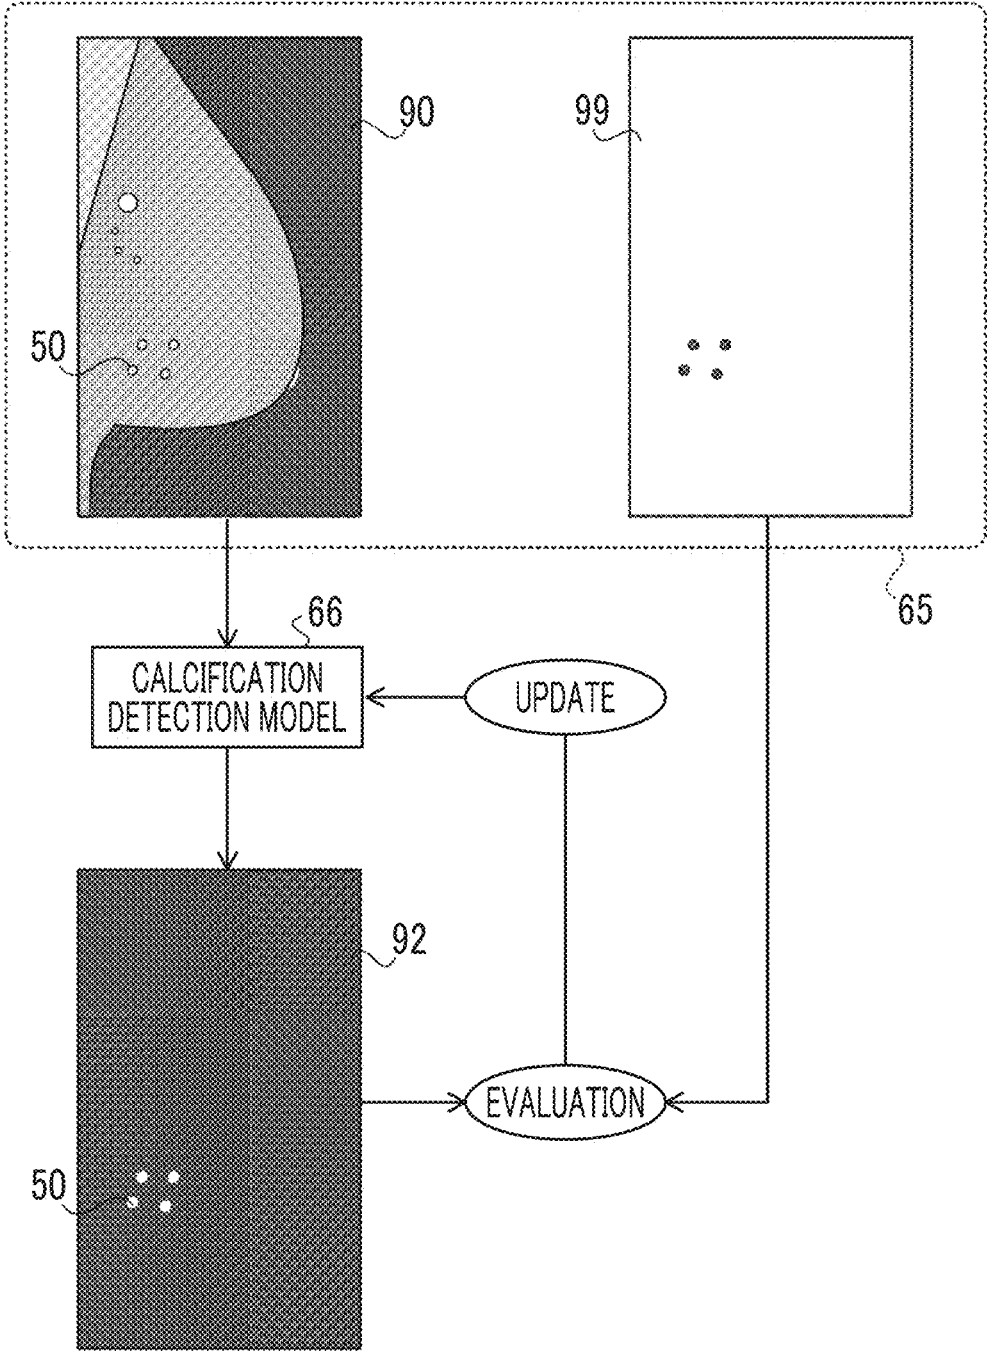 90
99
50
65
66
CALCIFICATION
DETECTION MODEL
UPDATE
92
EVALUATION
50